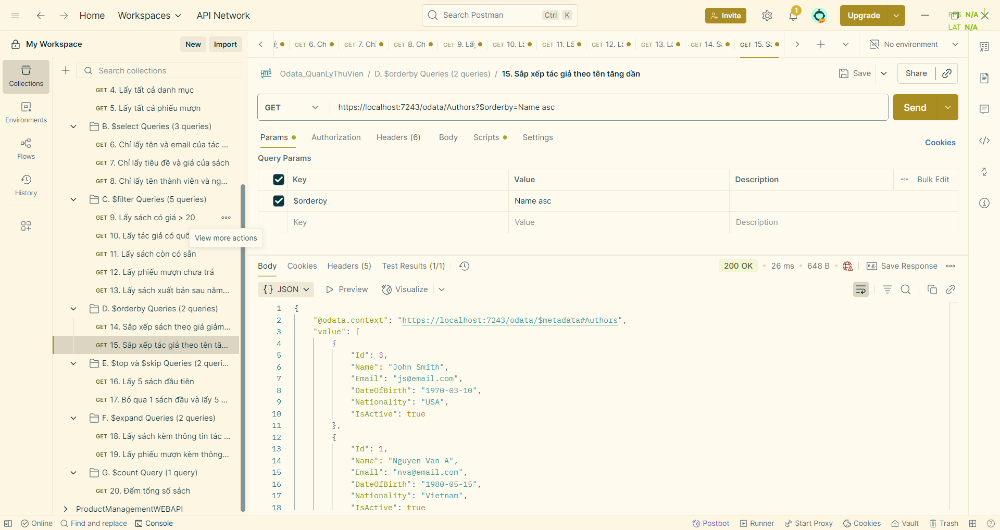 Home
Workspaces
API Network
Search Postman
Ctrl
K
Invite
1
Upgrade
N/A
LAT N/A
My Workspace
New
Import
GET 6. Ch
GET 7. Chỉ
GET 8. Ch
GET 9. Lấy
GET 10. Lấ
GET 11. Lấ
GET 12. Lấ
GET 13. Lấ
GET 14. Sắ
GET 15. Sắ
No environment
Collections
Environments
Flows
History
Search collections
GET 4. Lấy tất cả danh mục
GET 5. Lấy tất cả phiếu mượn
B. $select Queries (3 queries)
GET 6. Chỉ lấy tên và email của tác ...
GET 7. Chỉ lấy tiêu đề và giá của sách
GET 8. Chỉ lấy tên thành viên và ng...
C. $filter Queries (5 queries)
GET 9. Lấy sách có giá > 20
GET 10. Lấy tác giả có quố
View more actions
GET 11. Lấy sách còn có sẵn
GET 12. Lấy phiếu mượn chưa trả
GET 13. Lấy sách xuất bản sau năm...
D. $orderby Queries (2 queries)
GET 14. Sắp xếp sách theo giá giảm...
GET 15. Sắp xếp tác giả theo tên tă...
E. $top và $skip Queries (2 queri...
GET 16. Lấy 5 sách đầu tiên
GET 17. Bỏ qua 1 sách đầu và lấy 5 ...
F. $expand Queries (2 queries)
GET 18. Lấy sách kèm thông tin tác ...
GET 19. Lấy phiếu mượn kèm thông...
G. $count Query (1 query)
GET 20. Đếm tổng số sách
ProductManagementWEBAPI
HTTP
Odata_QuanLyThuVien / D. $orderby Queries (2 queries) / 15. Sắp xếp tác giả theo tên tăng dần
Save
Share
GET
https://localhost:7243/odata/Authors?$orderby=Name asc
Send
Params
Authorization
Headers (6)
Body
Scripts
Settings
Cookies
Query Params
Key
Value
Description
Bulk Edit
$orderby
Name asc
Key
Value
Description
Body
Cookies
Headers (5)
Test Results (1/1)
200 OK
26 ms
648 B
e.g.
Save Response
{} JSON
Preview
Visualize
1 {
2 "@odata.context": "https://localhost:7243/odata/$metadata#Authors",
3 "value": [
4 {
5 "Id": 3,
6 "Name": "John Smith",
7 "Email": "js@email.com",
8 "DateOfBirth": "1970-03-10",
9 "Nationality": "USA",
10 "IsActive": true
11 },
12 {
13 "Id": 1,
14 "Name": "Nguyen Van A",
15 "Email": "nva@email.com",
16 "DateOfBirth": "1980-05-15",
17 "Nationality": "Vietnam",
18 "IsActive": true
Online
Find and replace
Console
Postbot
Runner
Start Proxy
Cookies
Vault
Trash